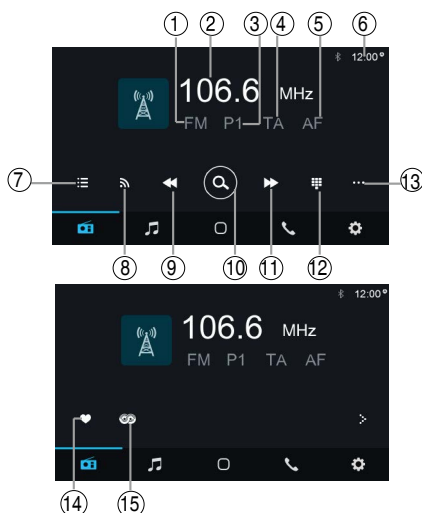 ① ② ③ ④ ⑤ ⑥
12:00
106.6 MHz
FM P1 TA AF
⑦ ⑬
⑧ ⑨ ⑩ ⑪ ⑫
12:00
106.6 MHz
FM P1 TA AF
⑭ ⑮